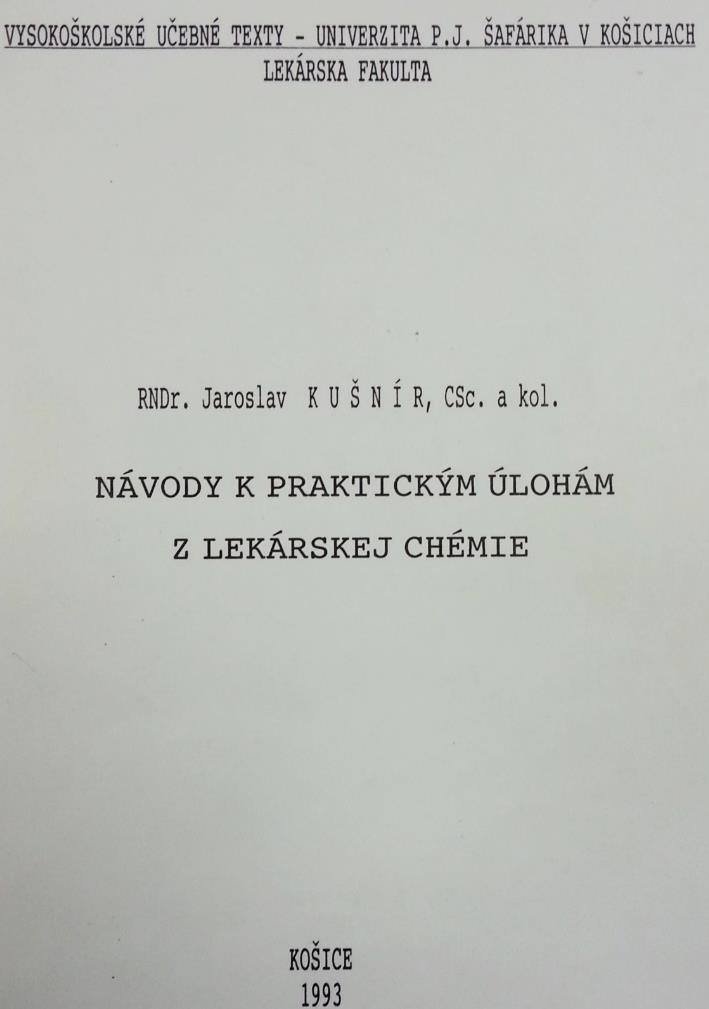 VYSOKOŠKOLSKÉ UČEBNÉ TEXTY - UNIVERZITA P.J. ŠAFÁRIKA V KOŠICIACH
LEKÁRSKA FAKULTA
RNDr. Jaroslav K U Š N Í R, CSc. a kol.
NÁVODY K PRAKTICKÝM ÚLOHÁM
Z LEKÁRSKEJ CHÉMIE
KOŠICE
1993